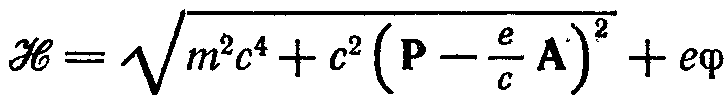 ℋ = √(m²c⁴ + c²(P − e/c A)²) + eφ